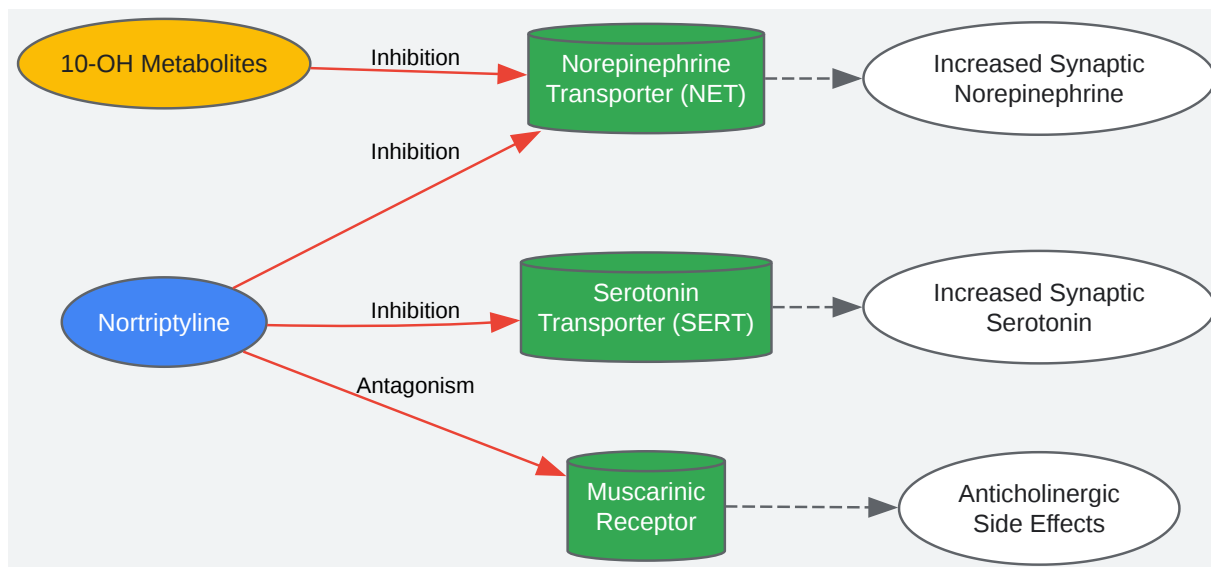 10-OH Metabolites
Inhibition
Norepinephrine
Transporter (NET)
Increased Synaptic
Norepinephrine
Inhibition
Nortriptyline
Inhibition
Serotonin
Transporter (SERT)
Increased Synaptic
Serotonin
Antagonism
Muscarinic
Receptor
Anticholinergic
Side Effects